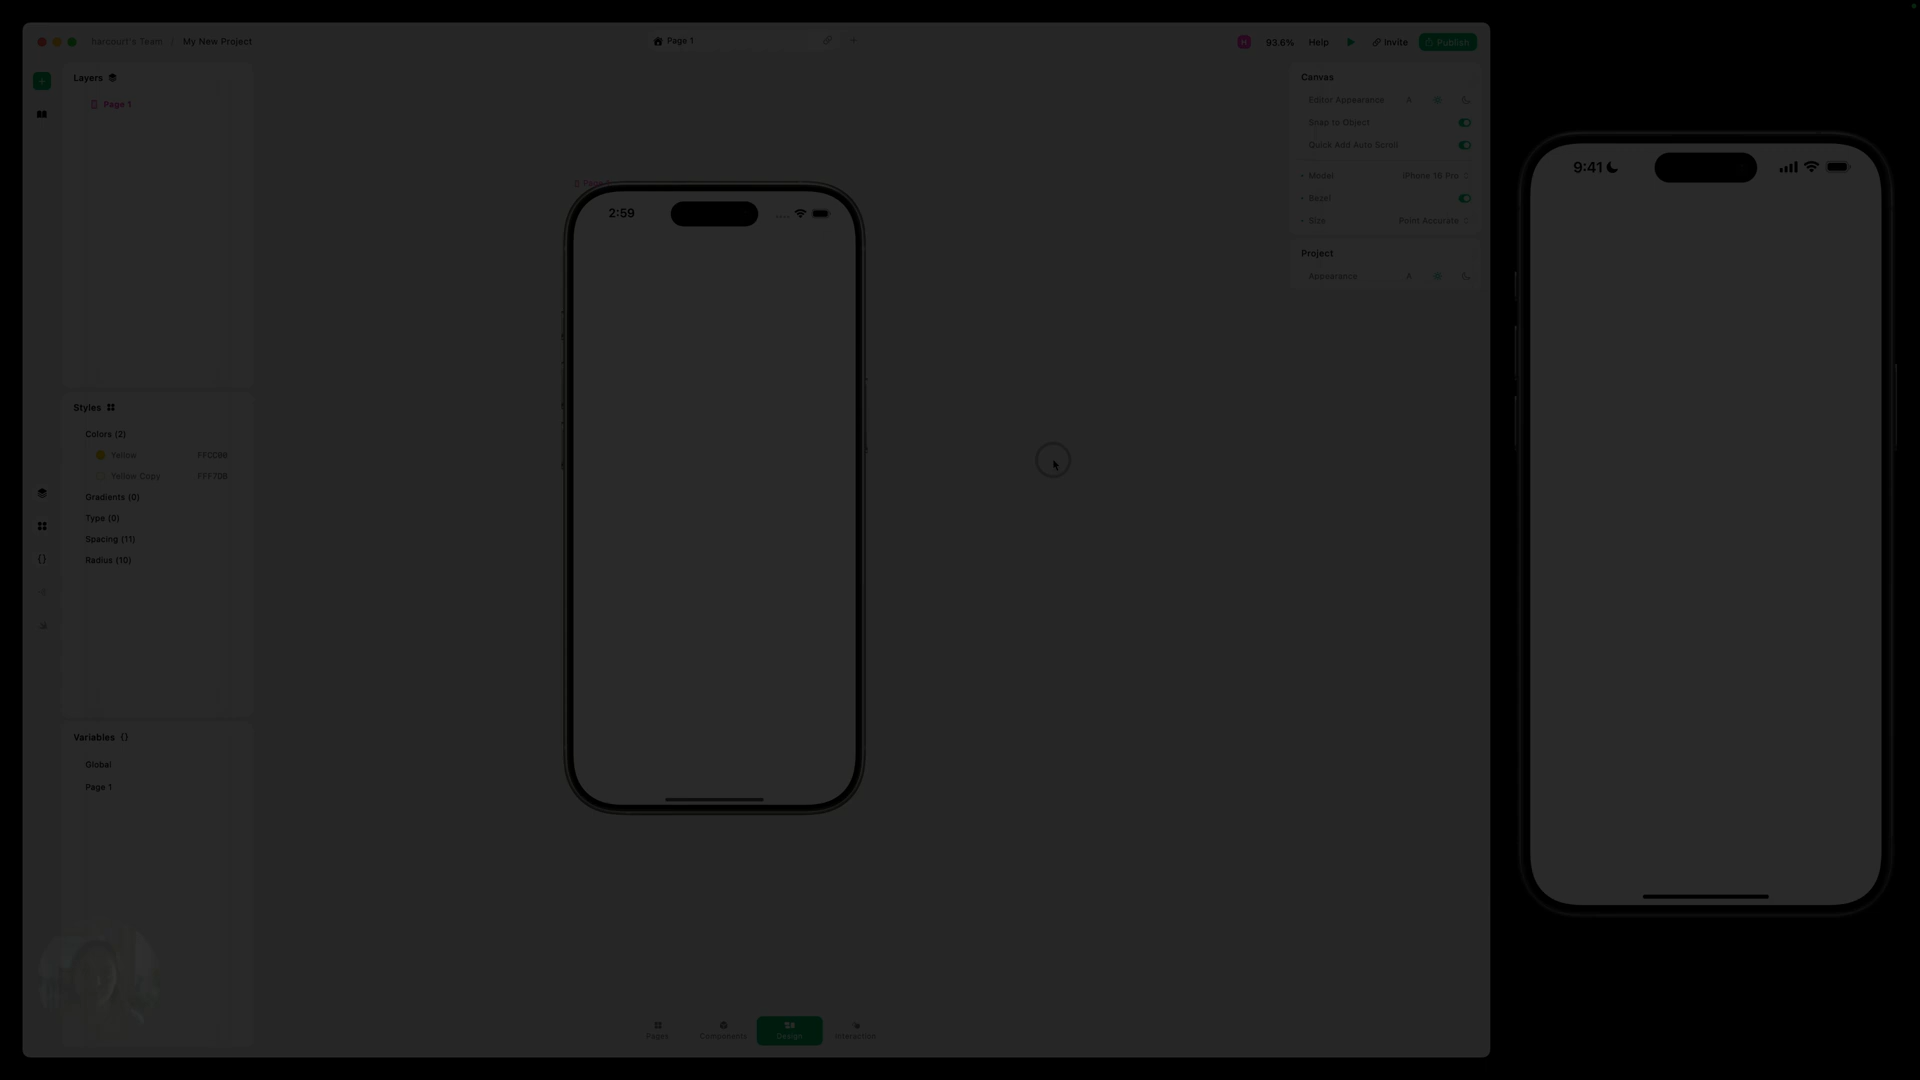 harcourt's Team / My New Project
Page 1
93.6%
Help
Invite
Publish
Layers
Page 1
Canvas
Editor Appearance
A
Snap to Object
Quick Add Auto Scroll
Model
iPhone 16 Pro
Bezel
Size
Point Accurate
Project
Appearance
A
Page
2:59
9:41
Styles
Colors (2)
Yellow
FFCC00
Yellow Copy
FFF7D0
Gradients (0)
Type (0)
Spacing (11)
Radius (10)
{}
Variables {}
Global
Page 1
Pages
Components
Design
Interaction